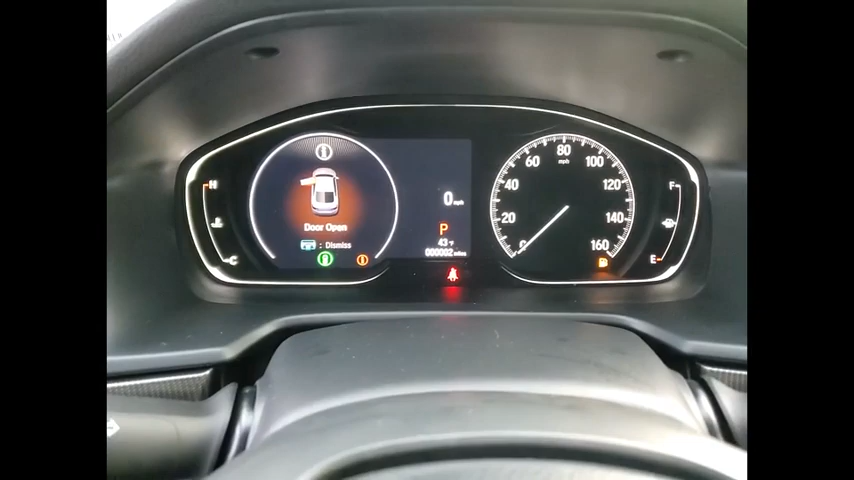 H
C
Door Open
: Dismiss
0 mph
P
43 °F
000002 miles
0
20
40
60
80
100
120
140
160
mph
F
E